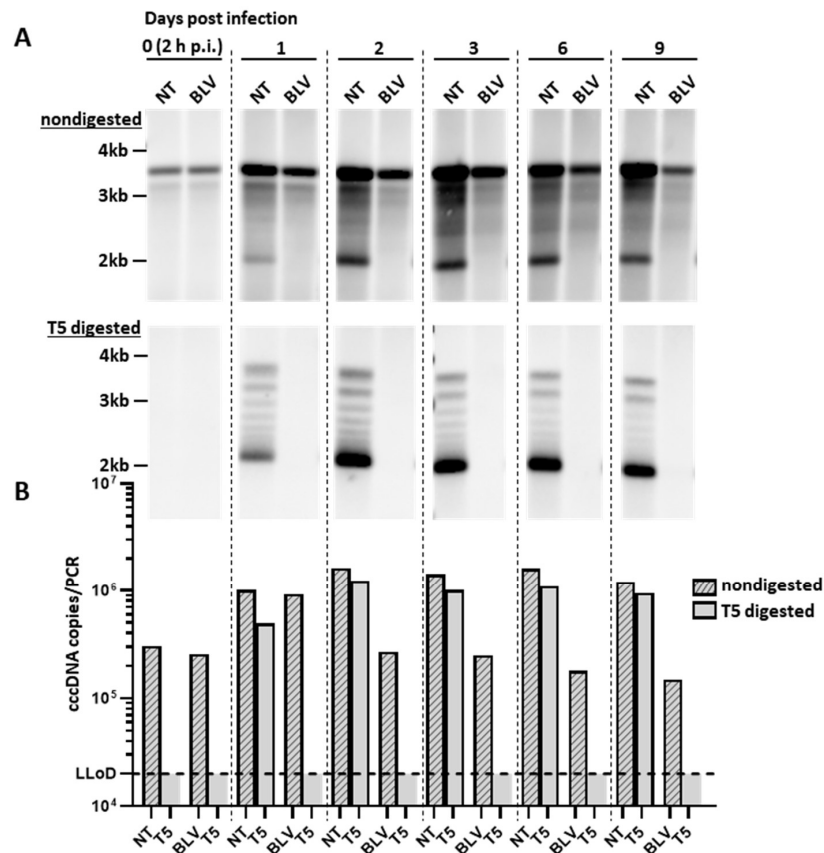 Days post infection
A
0 (2 h p.i.) 1 2 3 6 9
NT BLV NT BLV NT BLV NT BLV NT BLV NT BLV
nondigested
4kb
3kb
2kb
T5 digested
4kb
3kb
2kb
B
10⁷
10⁶
10⁵
LLoD
10⁴
cccDNA copies/PCR
nondigested
T5 digested
NT T5 BLV T5 NT T5 BLV T5 NT T5 BLV T5 NT T5 BLV T5 NT T5 BLV T5 NT T5 BLV T5